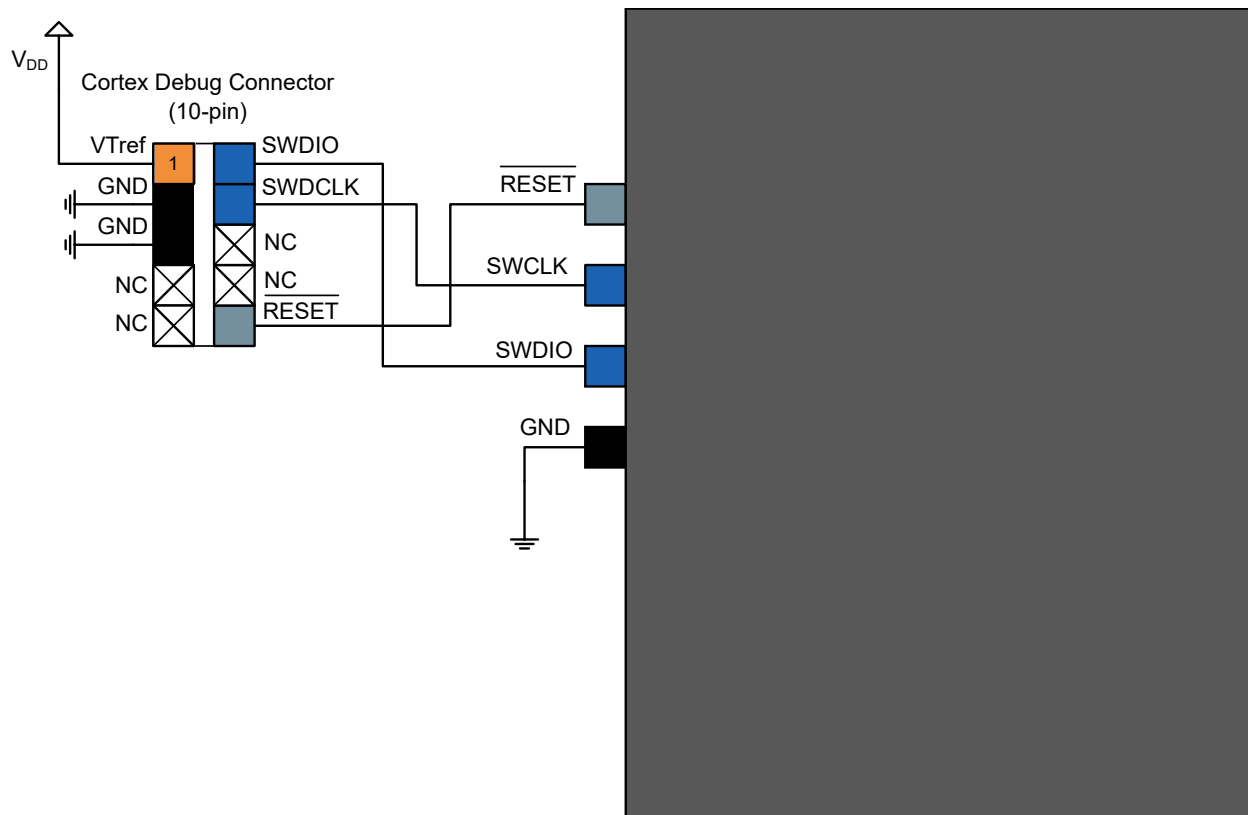 V_DD
Cortex Debug Connector
(10-pin)
VTref
1
SWDIO
GND
SWDCLK
GND
NC
NC
NC
NC
RESET
RESET
SWCLK
SWDIO
GND